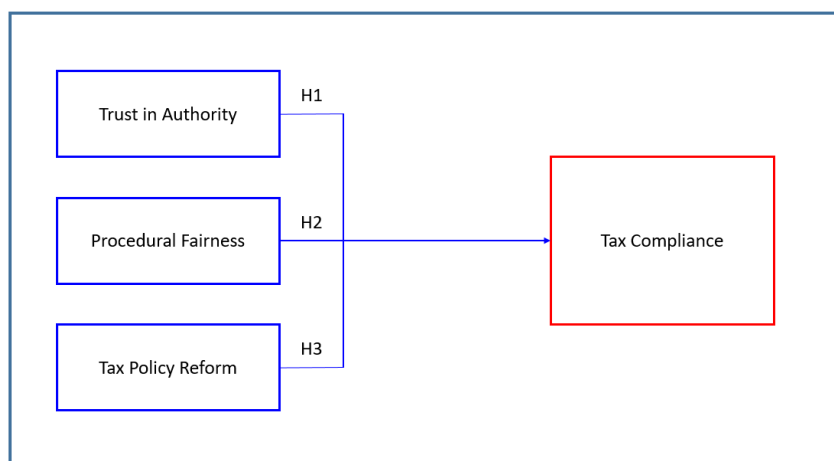 H1
Trust in Authority
H2
Procedural Fairness
Tax Compliance
H3
Tax Policy Reform